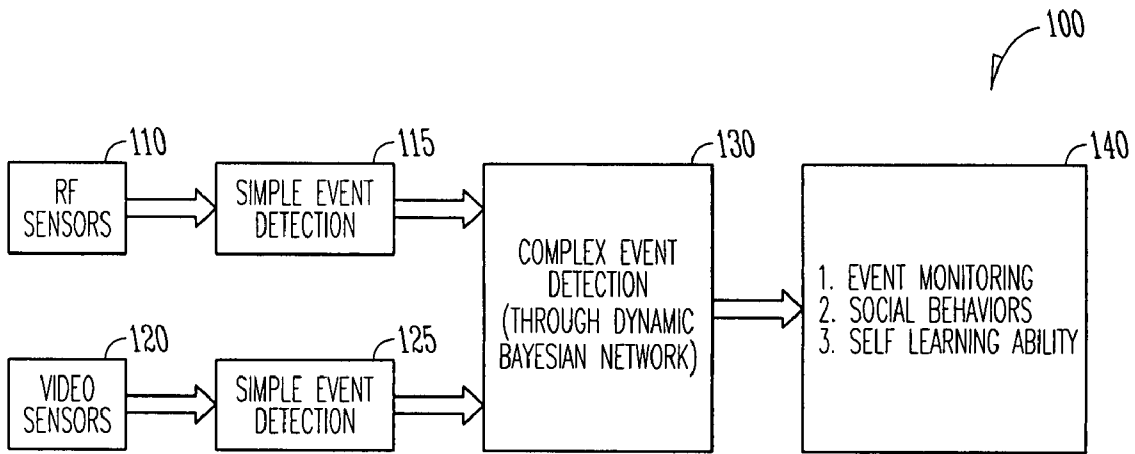 100
110
RF
SENSORS
115
SIMPLE EVENT
DETECTION
130
COMPLEX EVENT
DETECTION
(THROUGH DYNAMIC
BAYESIAN NETWORK)
140
1. EVENT MONITORING
2. SOCIAL BEHAVIORS
3. SELF LEARNING ABILITY
120
VIDEO
SENSORS
125
SIMPLE EVENT
DETECTION